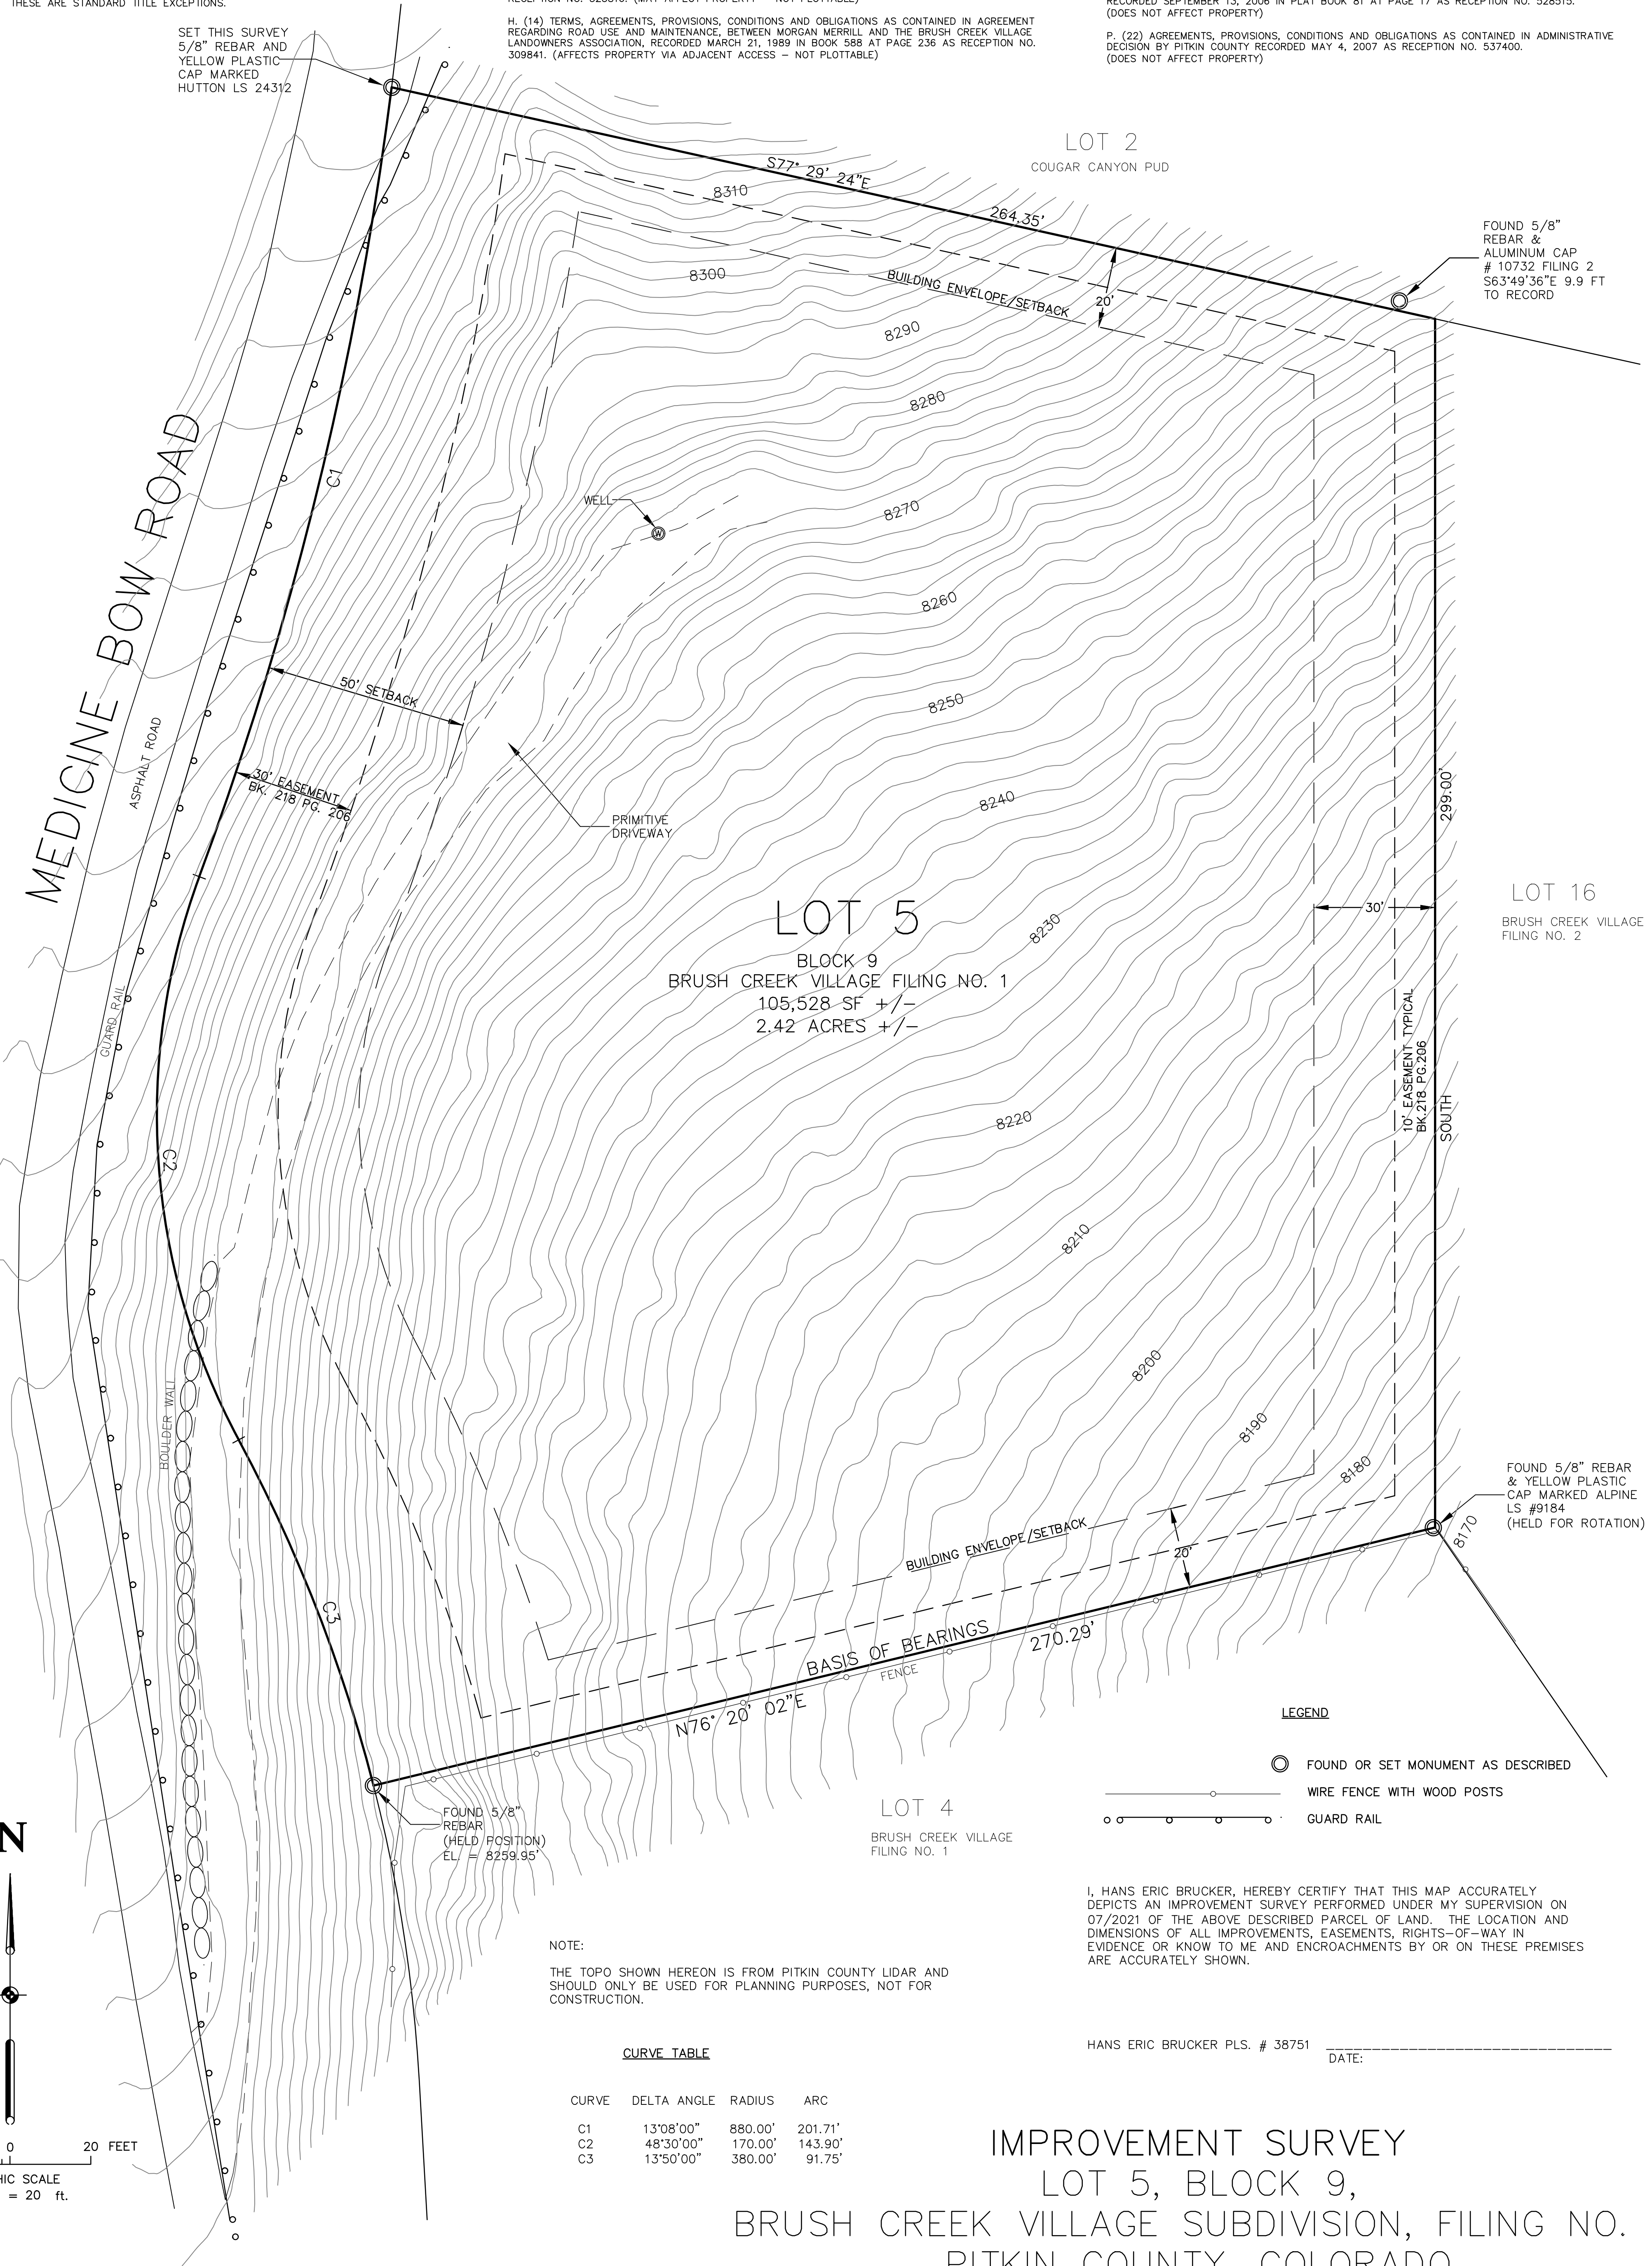 THESE ARE STANDARD TITLE EXCEPTIONS.
H. (14) TERMS, AGREEMENTS, PROVISIONS, CONDITIONS AND OBLIGATIONS AS CONTAINED IN AGREEMENT
REGARDING ROAD USE AND MAINTENANCE, BETWEEN MORGAN MERRILL AND THE BRUSH CREEK VILLAGE
LANDOWNERS ASSOCIATION, RECORDED MARCH 21, 1989 IN BOOK 588 AT PAGE 236 AS RECEPTION NO.
309841. (AFFECTS PROPERTY VIA ADJACENT ACCESS – NOT PLOTTABLE)
RECORDED SEPTEMBER 13, 2006 IN PLAT BOOK 81 AT PAGE 17 AS RECEPTION NO. 528515.
(DOES NOT AFFECT PROPERTY)
P. (22) AGREEMENTS, PROVISIONS, CONDITIONS AND OBLIGATIONS AS CONTAINED IN ADMINISTRATIVE
DECISION BY PITKIN COUNTY RECORDED MAY 4, 2007 AS RECEPTION NO. 537400.
(DOES NOT AFFECT PROPERTY)
SET THIS SURVEY
5/8" REBAR AND
YELLOW PLASTIC
CAP MARKED
HUTTON LS 24312
LOT 2
COUGAR CANYON PUD
S77° 29' 24"E
264.35'
8310
FOUND 5/8"
REBAR &
ALUMINUM CAP
# 10732 FILING 2
S63°49'36"E 9.9 FT
TO RECORD
8300
BUILDING ENVELOPE/SETBACK
20'
8290
8280
C1
WELL
W
8270
MEDICINE BOW ROAD
8260
50' SETBACK
8250
ASPHALT ROAD
30' EASEMENT
BK. 218 PG. 206
PRIMITIVE
DRIVEWAY
8240
299.00'
LOT 5
BLOCK 9
BRUSH CREEK VILLAGE FILING NO. 1
105,528 SF +/-
2.42 ACRES +/-
8230
30'
LOT 16
BRUSH CREEK VILLAGE
FILING NO. 2
GUARD RAIL
10' EASEMENT TYPICAL
BK.218 PG.206
SOUTH
8220
C2
8210
8200
BOULDER WALL
8190
8180
FOUND 5/8" REBAR
& YELLOW PLASTIC
CAP MARKED ALPINE
LS #9184
(HELD FOR ROTATION)
8170
BUILDING ENVELOPE/SETBACK
20'
C3
BASIS OF BEARINGS
270.29'
FENCE
N76° 20' 02"E
LEGEND
FOUND OR SET MONUMENT AS DESCRIBED
WIRE FENCE WITH WOOD POSTS
GUARD RAIL
FOUND 5/8"
REBAR
(HELD POSITION)
EL. = 8259.95'
LOT 4
BRUSH CREEK VILLAGE
FILING NO. 1
N
I, HANS ERIC BRUCKER, HEREBY CERTIFY THAT THIS MAP ACCURATELY
DEPICTS AN IMPROVEMENT SURVEY PERFORMED UNDER MY SUPERVISION ON
07/2021 OF THE ABOVE DESCRIBED PARCEL OF LAND. THE LOCATION AND
DIMENSIONS OF ALL IMPROVEMENTS, EASEMENTS, RIGHTS-OF-WAY IN
EVIDENCE OR KNOW TO ME AND ENCROACHMENTS BY OR ON THESE PREMISES
ARE ACCURATELY SHOWN.
NOTE:
THE TOPO SHOWN HEREON IS FROM PITKIN COUNTY LIDAR AND
SHOULD ONLY BE USED FOR PLANNING PURPOSES, NOT FOR
CONSTRUCTION.
HANS ERIC BRUCKER PLS. # 38751
DATE:
CURVE TABLE
CURVE DELTA ANGLE RADIUS ARC
C1 13°08'00" 880.00' 201.71'
C2 48°30'00" 170.00' 143.90'
C3 13°50'00" 380.00' 91.75'
0 20 FEET
HIC SCALE
= 20 ft.
IMPROVEMENT SURVEY
LOT 5, BLOCK 9,
BRUSH CREEK VILLAGE SUBDIVISION, FILING NO.
PITKIN COUNTY, COLORADO